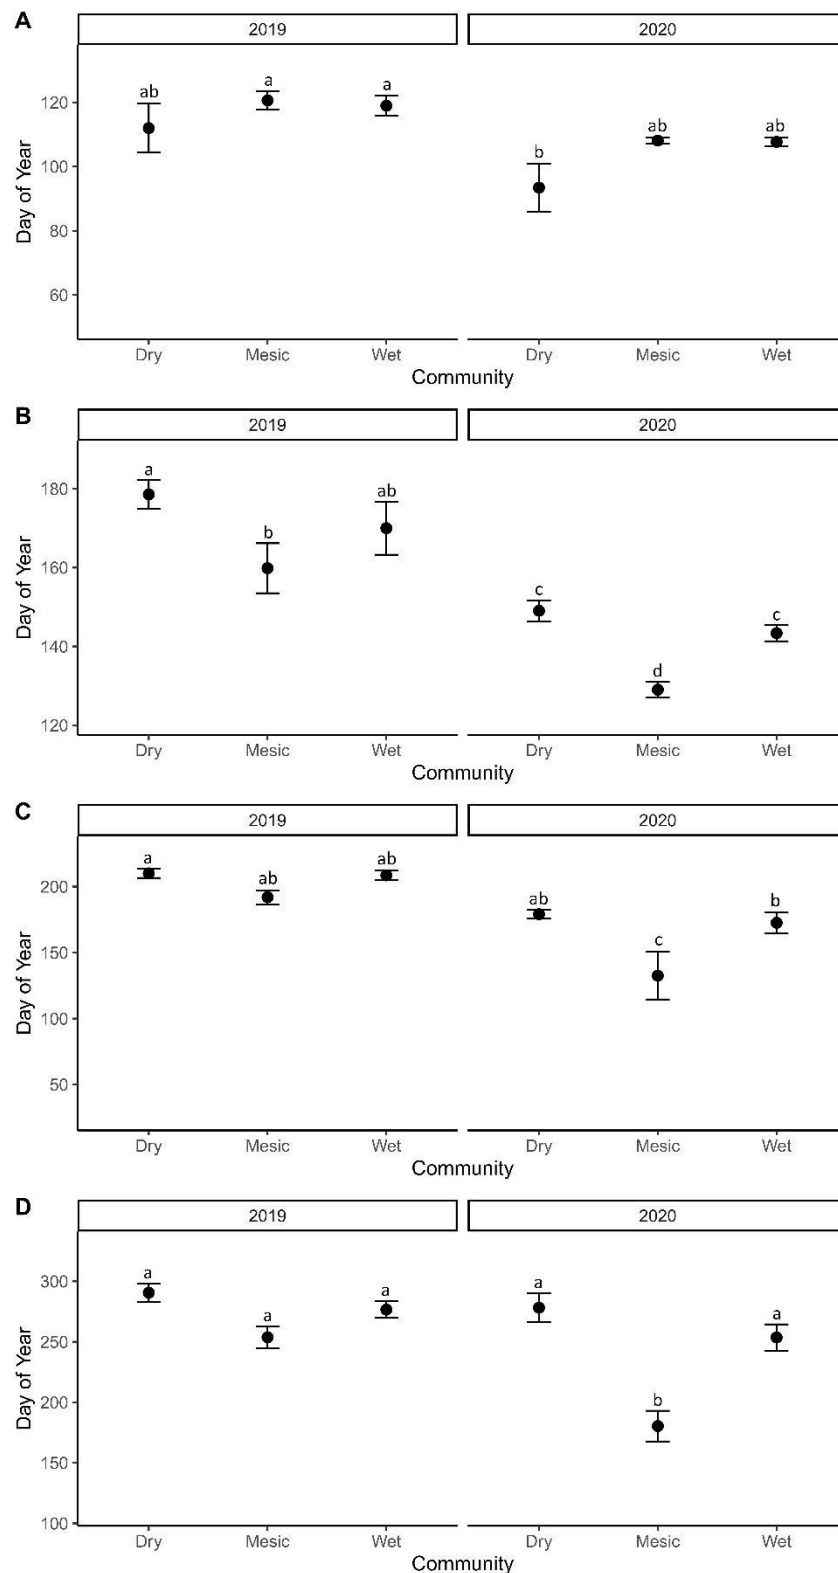 A
2019 2020
ab a a ab ab
b
120
100
80
60
Day of Year
Dry Mesic Wet Dry Mesic Wet
Community
B
2019 2020
a
ab
b
c c
d
180
160
140
120
Day of Year
Dry Mesic Wet Dry Mesic Wet
Community
C
2019 2020
a ab ab ab b
c
200
150
100
50
Day of Year
Dry Mesic Wet Dry Mesic Wet
Community
D
2019 2020
a a a a a
b
300
250
200
150
100
Day of Year
Dry Mesic Wet Dry Mesic Wet
Community